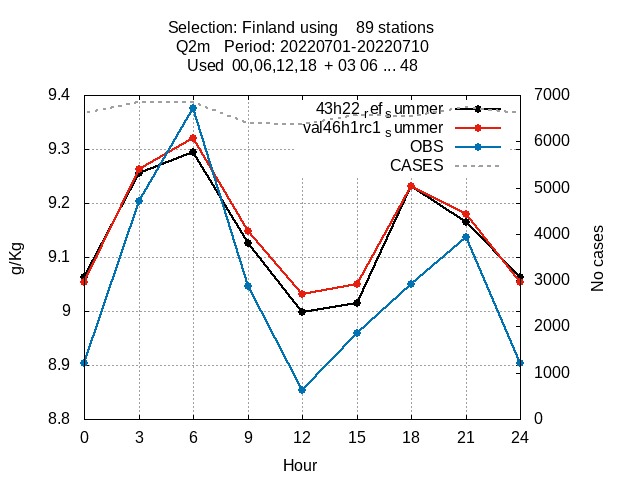 Selection: Finland using    89 stations
Q2m   Period: 20220701-20220710
Used  00,06,12,18  + 03 06 ... 48
9.4
9.3
9.2
9.1
9
8.9
8.8
g/Kg
43h22refsummer
val46h1rc1summer
OBS
CASES
7000
6000
5000
4000
3000
2000
1000
0
No cases
0 3 6 9 12 15 18 21 24
Hour